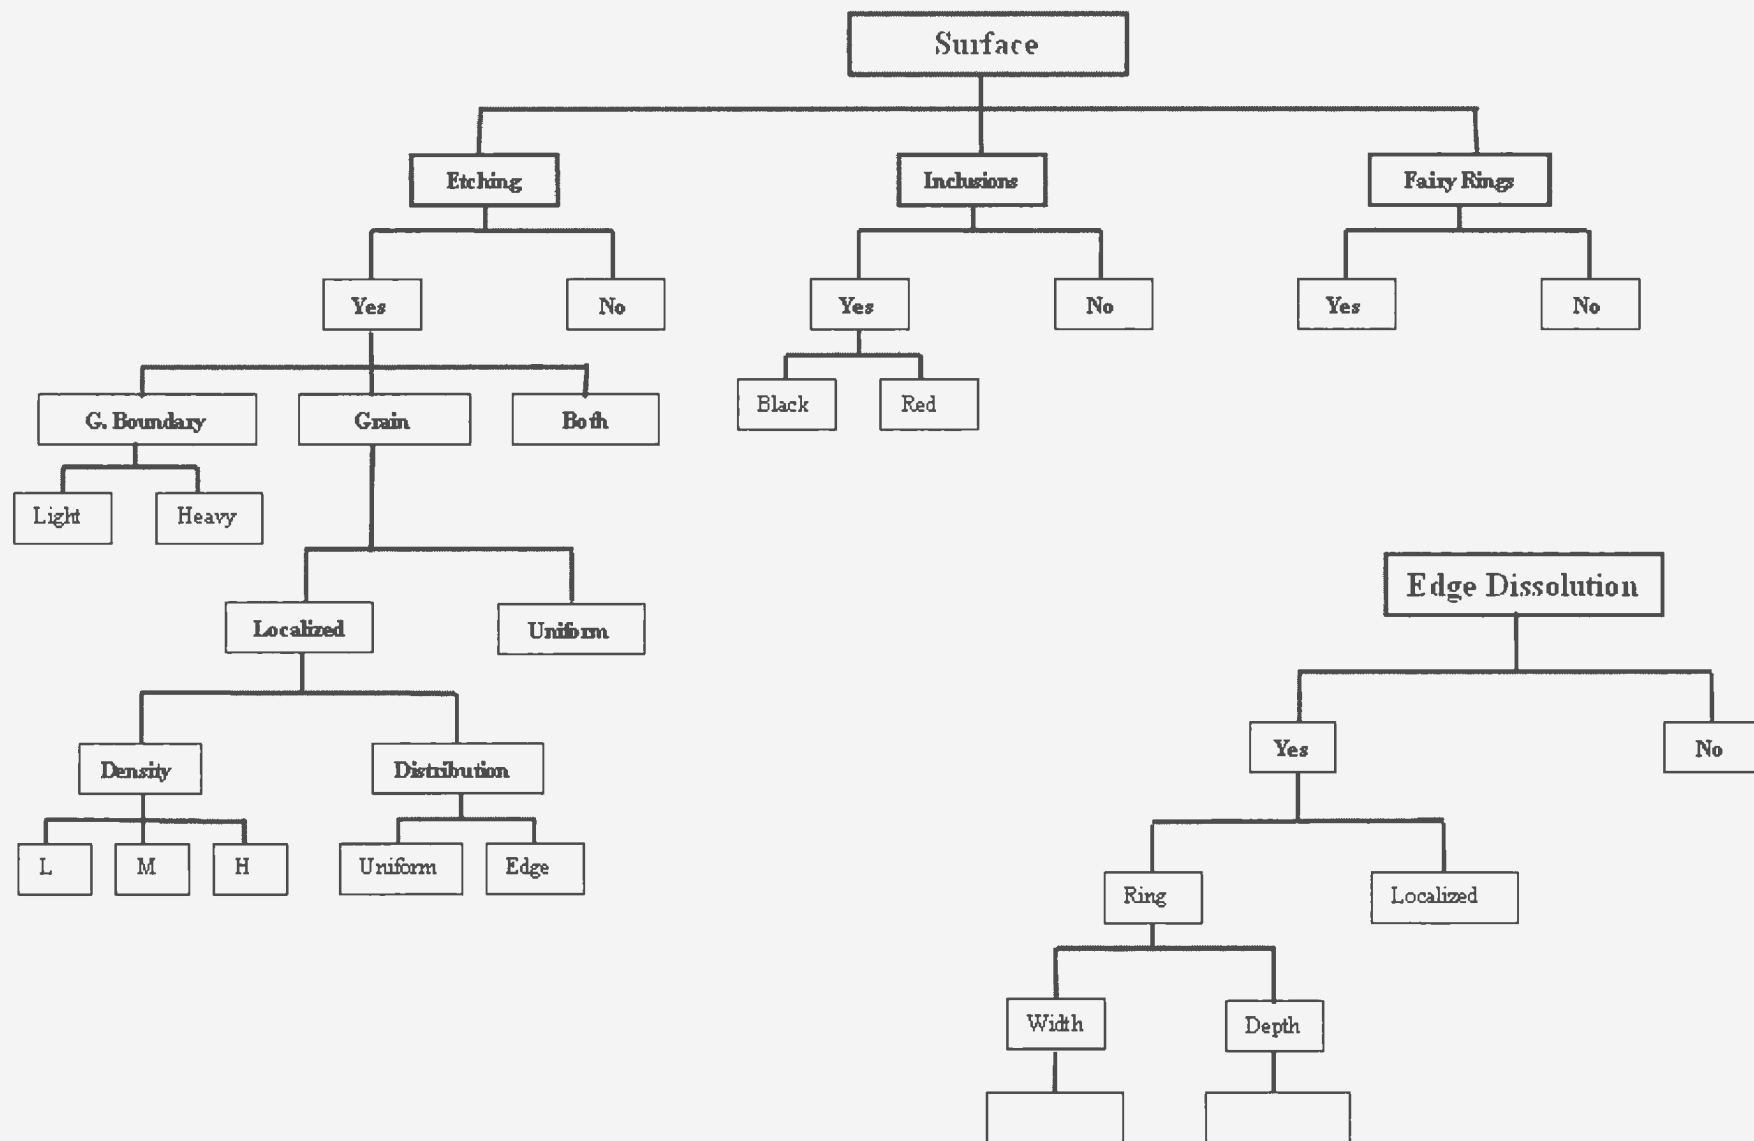 Surface
Etching
Inclusions
Fairy Rings
Yes
No
Yes
No
Yes
No
Black
Red
G. Boundary
Grain
Both
Light
Heavy
Edge Dissolution
Localized
Uniform
Yes
No
Density
Distribution
L
M
H
Uniform
Edge
Ring
Localized
Width
Depth